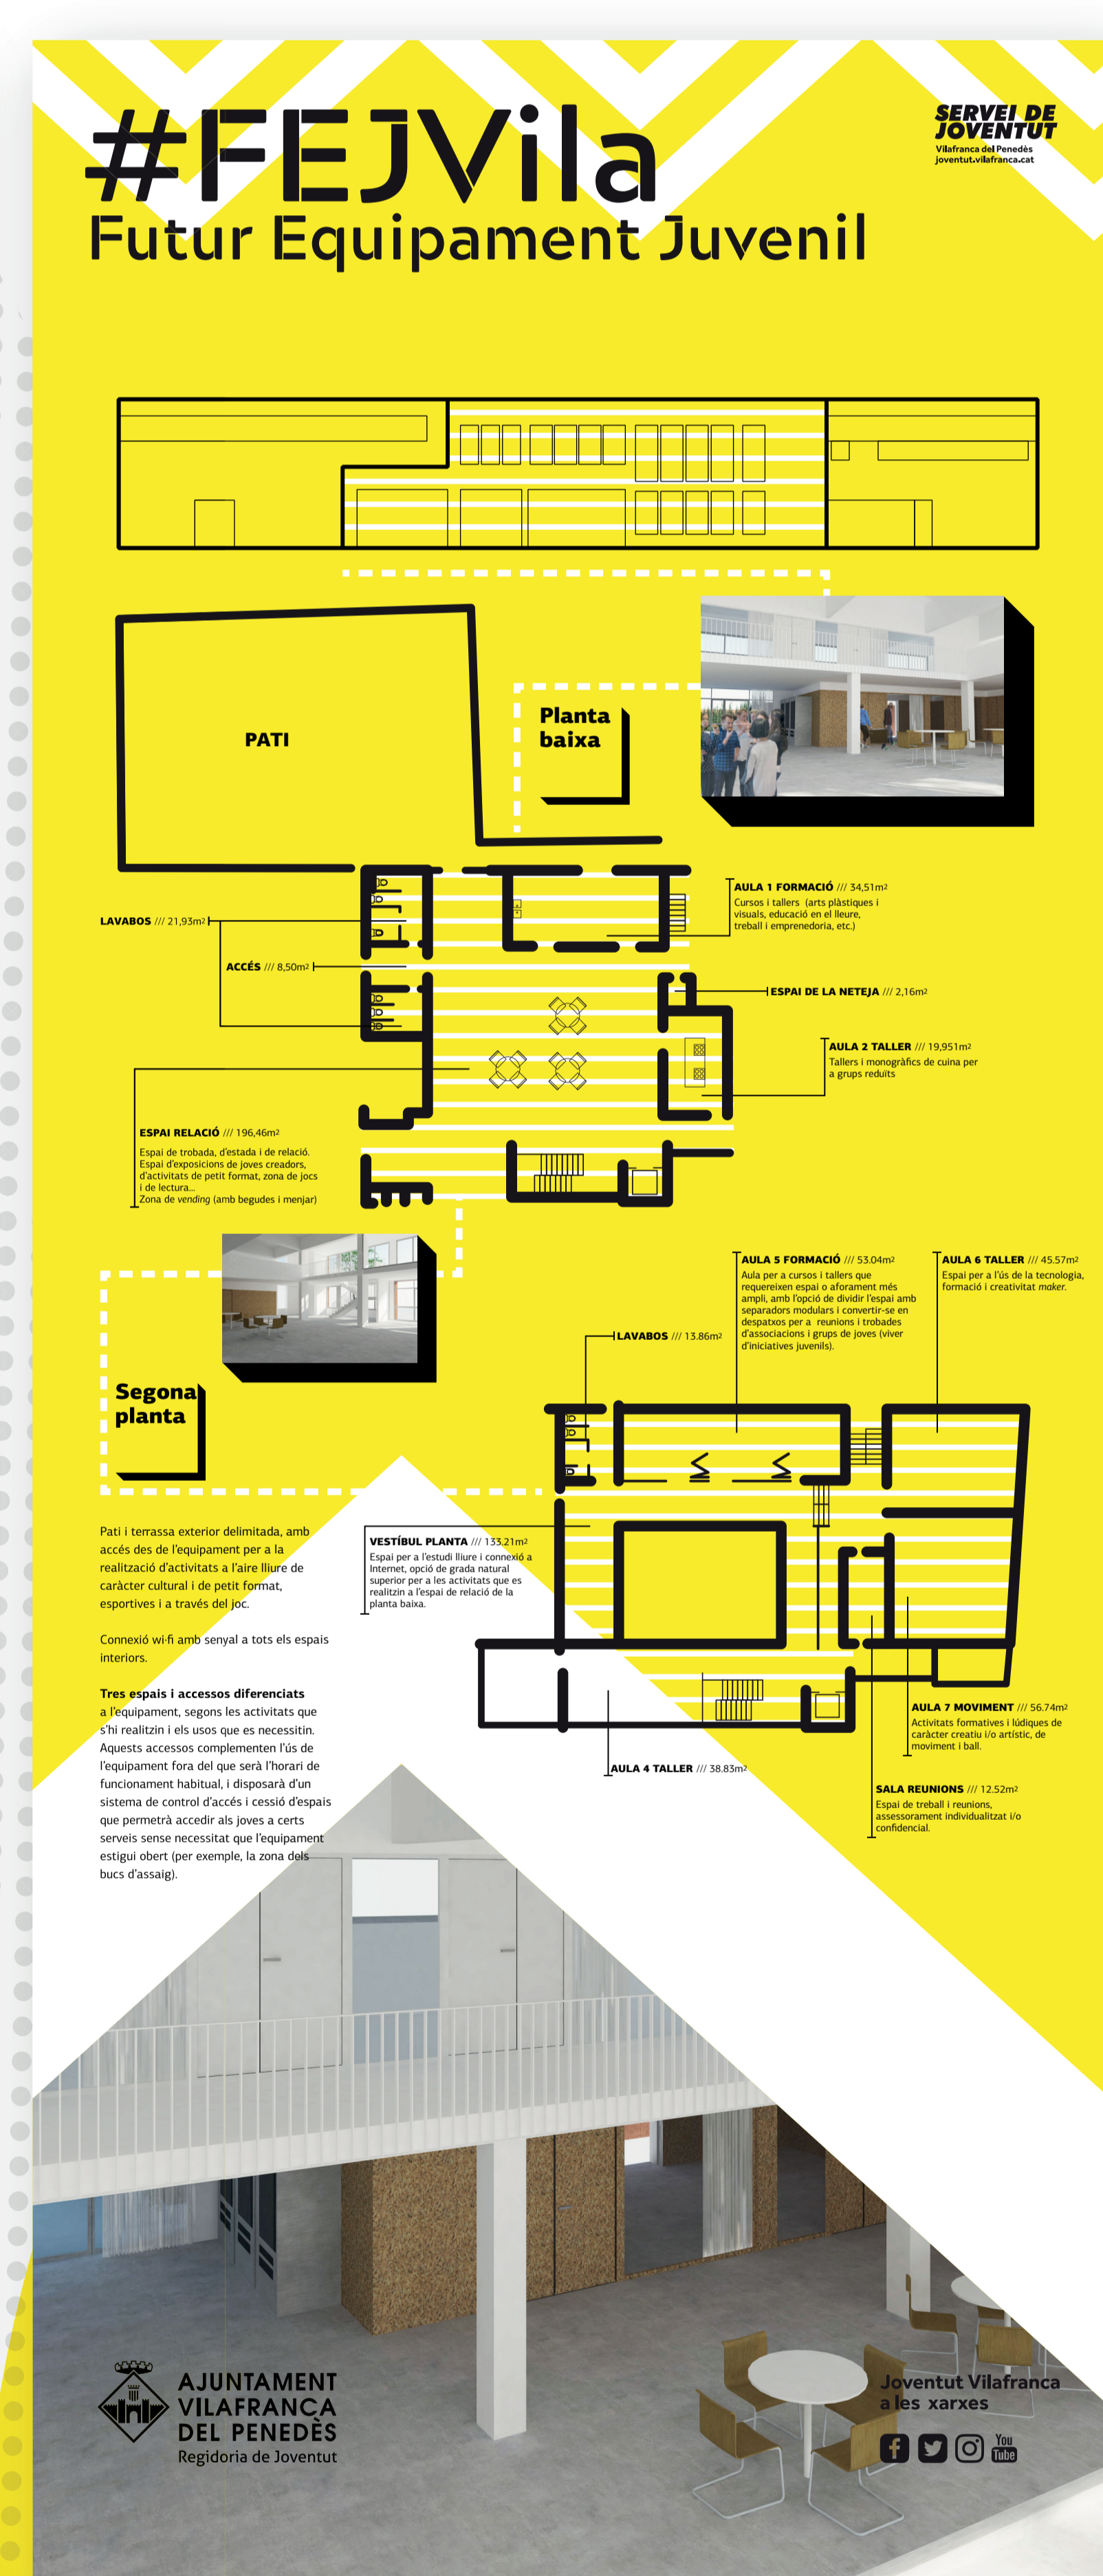 #FEJVila
Futur Equipament Juvenil
SERVEI DE
JOVENTUT
Vilafranca del Penedès
joventut.vilafranca.cat
PATI
Planta
baixa
AULA 1 FORMACIÓ /// 34,51m2
Cursos i tallers (arts plàstiques i
visuals, educació en el lleure,
treball i emprenedoria, etc.)
LAVABOS /// 21,93m2
ACCÉS /// 8,50m2
ESPAI DE LA NETEJA /// 2,16m2
AULA 2 TALLER /// 19,951m2
Tallers i monogràfics de cuina per
a grups reduïts
ESPAI RELACIÓ /// 196,46m2
Espai de trobada, d'estada i de relació.
Espai d'exposicions de joves creadors,
d'activitats de petit format, zona de jocs
i de lectura...
Zona de vending (amb begudes i menjar)
AULA 5 FORMACIÓ /// 53.04m2
Aula per a cursos i tallers que
requereixen espai o aforament més
ampli, amb l'opció de dividir l'espai amb
separadors modulars i convertir-se en
despatxos per a reunions i trobades
d'associacions i grups de joves (viver
d'iniciatives juvenils).
AULA 6 TALLER /// 45.57m2
Espai per a l'ús de la tecnologia,
formació i creativitat maker.
LAVABOS /// 13.86m2
Segona
planta
VESTÍBUL PLANTA /// 133,21m2
Espai per a l'estudi lliure i connexió a
Internet, opció de grada natural
superior per a les activitats que es
realitzin a l'espai de relació de la
planta baixa.
Pati i terrassa exterior delimitada, amb
accés des de l'equipament per a la
realització d'activitats a l'aire lliure de
caràcter cultural i de petit format,
esportives i a través del joc.
Connexió wi-fi amb senyal a tots els espais
interiors.
Tres espais i accessos diferenciats
a l'equipament, segons les activitats que
s'hi realitzin i els usos que es necessitin.
Aquests accessos complementen l'ús de
l'equipament fora del que serà l'horari de
funcionament habitual, i disposarà d'un
sistema de control d'accés i cessió d'espais
que permetrà accedir als joves a certs
serveis sense necessitat que l'equipament
estigui obert (per exemple, la zona dels
bucs d'assaig).
AULA 7 MOVIMENT /// 56.74m2
Activitats formatives i lúdiques de
caràcter creatiu i/o artístic, de
moviment i ball.
AULA 4 TALLER /// 38.83m2
SALA REUNIONS /// 12.52m2
Espai de treball i reunions,
assessorament individualitzat i/o
confidencial.
AJUNTAMENT
VILAFRANCA
DEL PENEDÈS
Regidoria de Joventut
Joventut Vilafranca
a les xarxes
You
Tube